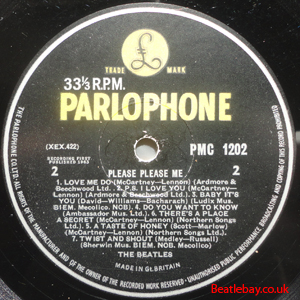 £
TRADE MARK
33⅓ R.P.M.
PARLOPHONE
(XEX.422)
RECORDING FIRST
PUBLISHED 1963
PMC 1202
2 PLEASE PLEASE ME 2
1. LOVE ME DO (McCartney—Lennon) (Ardmore &
Beechwood Ltd. 2. P.S. I LOVE YOU (McCartney—
Lennon) (Ardmore & Beechwood Ltd.) 3. BABY IT'S
YOU (David—Williams—Bacharach) (Ludix Mus.
BIEM. Mecolico. NCB) 4. DO YOU WANT TO KNOW
(Ambassador Mus. Ltd.) 5. THERE'S A PLACE
A SECRET (McCartney—Lennon) (Northern Songs
Ltd.) 6. A TASTE OF HONEY (Scott—Marlow)
(McCartney—Lennon) (Northern Songs Ltd.)
7. TWIST AND SHOUT (Medley—Russell)
(Sherwin Mus. BIEM. NCB. Mecolico)
THE BEATLES
MADE IN GT.BRITAIN
THE PARLOPHONE CO. LTD. ALL RIGHTS OF THE MANUFACTURER AND OF THE OWNER OF THE RECORDED WORK RESERVED UNAUTHORISED PUBLIC PERFORMANCE, BROADCASTING AND COPYING OF THIS RECORD PROHIBITED
Beatlebay.co.uk